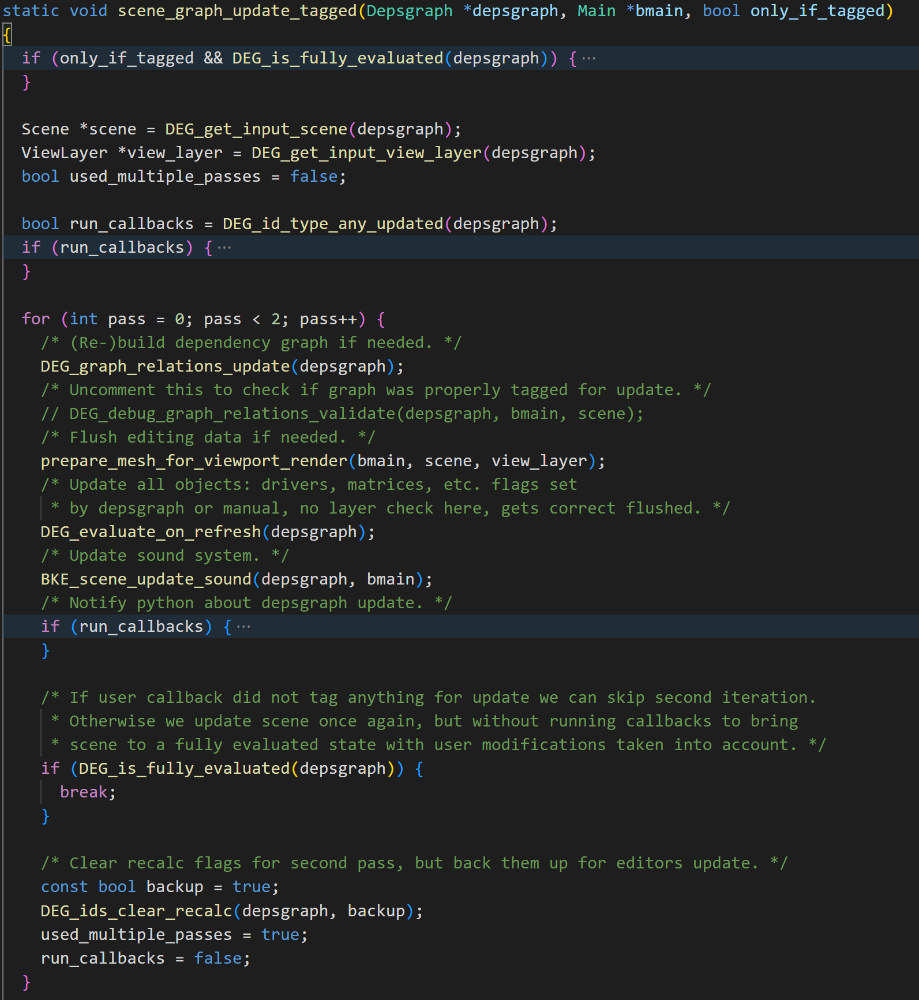 static void scene_graph_update_tagged(Depsgraph *depsgraph, Main *bmain, bool only_if_tagged)
{
  if (only_if_tagged && DEG_is_fully_evaluated(depsgraph)) {···
  }

  Scene *scene = DEG_get_input_scene(depsgraph);
  ViewLayer *view_layer = DEG_get_input_view_layer(depsgraph);
  bool used_multiple_passes = false;

  bool run_callbacks = DEG_id_type_any_updated(depsgraph);
  if (run_callbacks) {···
  }

  for (int pass = 0; pass < 2; pass++) {
    /* (Re-)build dependency graph if needed. */
    DEG_graph_relations_update(depsgraph);
    /* Uncomment this to check if graph was properly tagged for update. */
    // DEG_debug_graph_relations_validate(depsgraph, bmain, scene);
    /* Flush editing data if needed. */
    prepare_mesh_for_viewport_render(bmain, scene, view_layer);
    /* Update all objects: drivers, matrices, etc. flags set
     * by depsgraph or manual, no layer check here, gets correct flushed. */
    DEG_evaluate_on_refresh(depsgraph);
    /* Update sound system. */
    BKE_scene_update_sound(depsgraph, bmain);
    /* Notify python about depsgraph update. */
    if (run_callbacks) {···
    }

    /* If user callback did not tag anything for update we can skip second iteration.
     * Otherwise we update scene once again, but without running callbacks to bring
     * scene to a fully evaluated state with user modifications taken into account. */
    if (DEG_is_fully_evaluated(depsgraph)) {
      break;
    }

    /* Clear recalc flags for second pass, but back them up for editors update. */
    const bool backup = true;
    DEG_ids_clear_recalc(depsgraph, backup);
    used_multiple_passes = true;
    run_callbacks = false;
  }